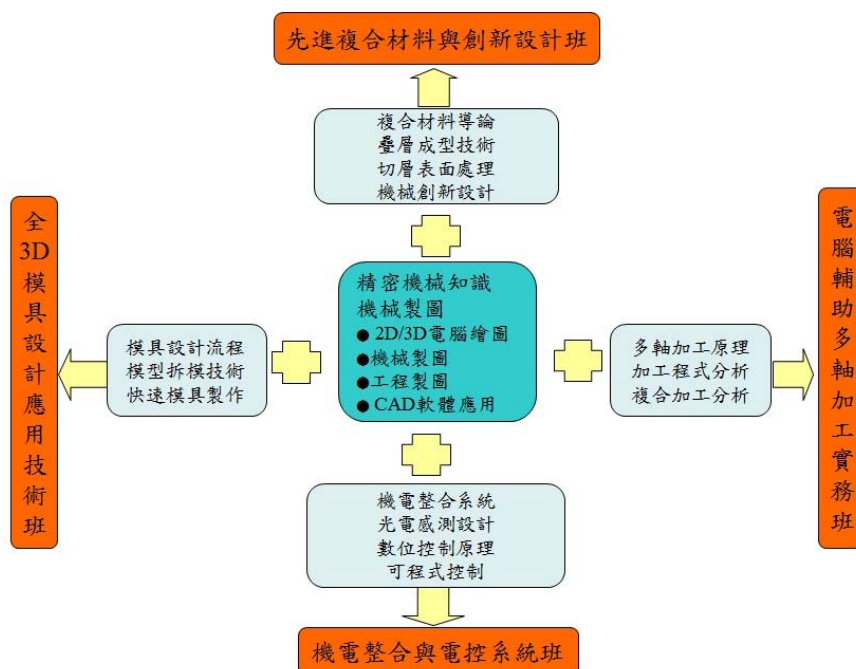 先進複合材料與創新設計班
複合材料導論
疊層成型技術
切層表面處理
機械創新設計
全3D模具設計應用技術班
模具設計流程
模型拆模技術
快速模具製作
精密機械知識
機械製圖
●2D/3D電腦繪圖
●機械製圖
●工程製圖
●CAD軟體應用
多軸加工原理
加工程式分析
複合加工分析
電腦輔助多軸加工實務班
機電整合系統
光電感測設計
數位控制原理
可程式控制
機電整合與電控系統班